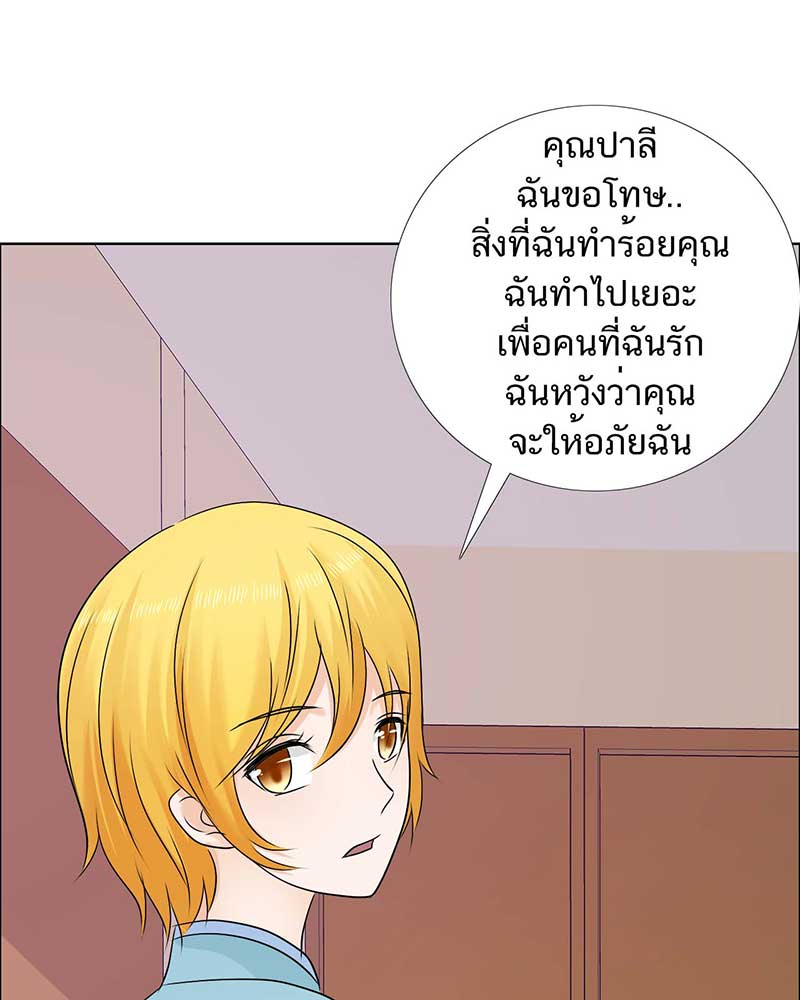 คุณปาลี
ฉันขอโทษ..
สิ่งที่ฉันทำร้อยคุณ
ฉันทำไปเยอะ
เพื่อคนที่ฉันรัก
ฉันหวังว่าคุณ
จะให้อภัยฉัน